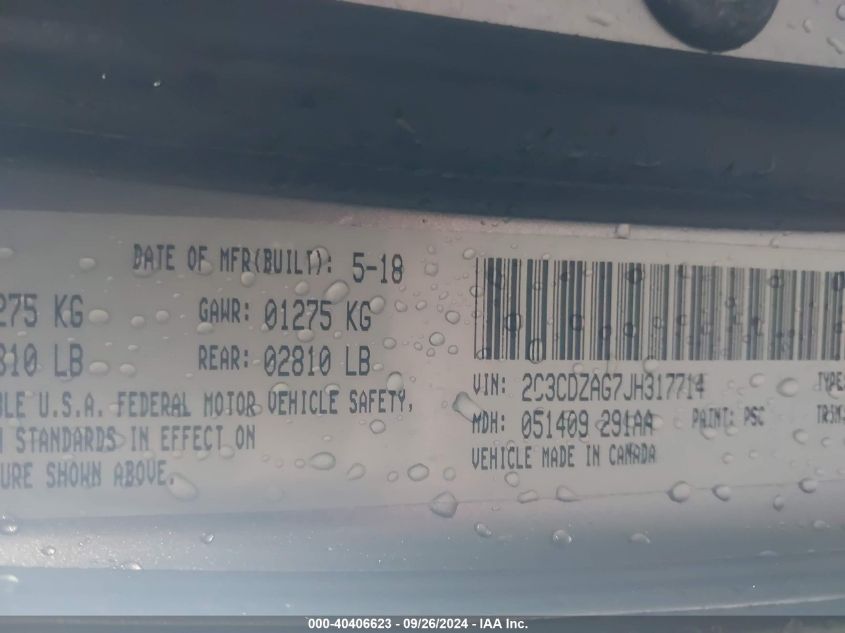 DATE OF MFR(BUILT): 5-18
275 KG GAWR: 01275 KG
810 LB REAR: 02810 LB
U.S.A. FEDERAL MOTOR VEHICLE SAFETY,
STANDARDS IN EFFECT ON
URE SHOWN ABOVE.
VIN: 2C3CDZAG7JH317714 TYPE
MDH: 051409 291AA PAINT: PSC TRIM
VEHICLE MADE IN CANADA
000-40406623 - 09/26/2024 - IAA Inc.